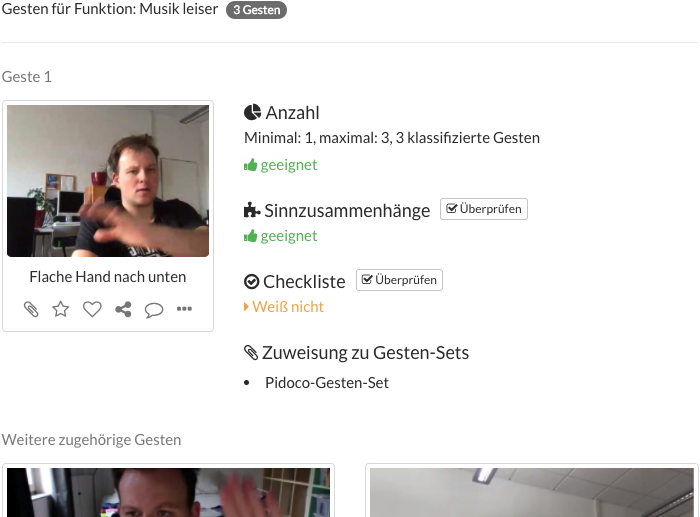 Gesten für Funktion: Musik leiser 3 Gesten
Geste 1
Flache Hand nach unten
Anzahl
Minimal: 1, maximal: 3, 3 klassifizierte Gesten
geeignet
Sinnzusammenhänge Überprüfen
geeignet
Checkliste Überprüfen
Weiß nicht
Zuweisung zu Gesten-Sets
Pidoco-Gesten-Set
Weitere zugehörige Gesten